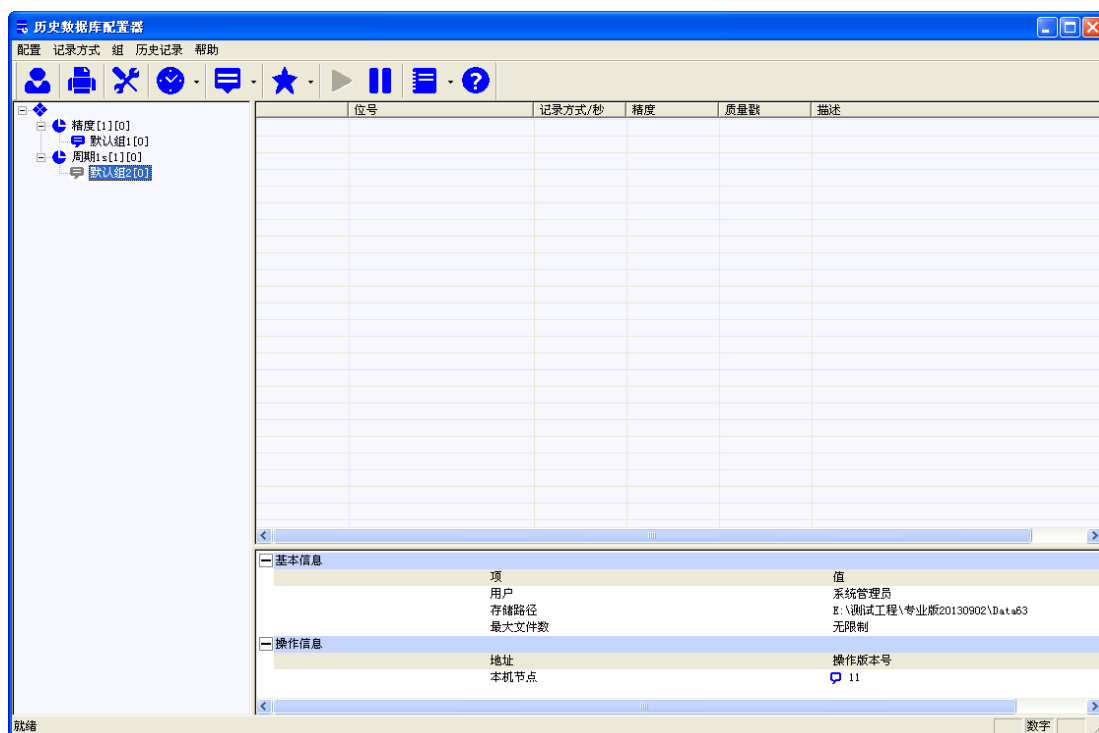 历史数据库配置器
配置 记录方式 组 历史记录 帮助
位号 记录方式/秒 精度 质量戳 描述
精度[1][0]
默认组1[0]
周期1s[1][0]
默认组2[0]
基本信息
项 值
用户 系统管理员
存储路径 E:\测试工程\专业版20130902\Data63
最大文件数 无限制
操作信息
地址 操作版本号
本机节点 11
就绪 数字